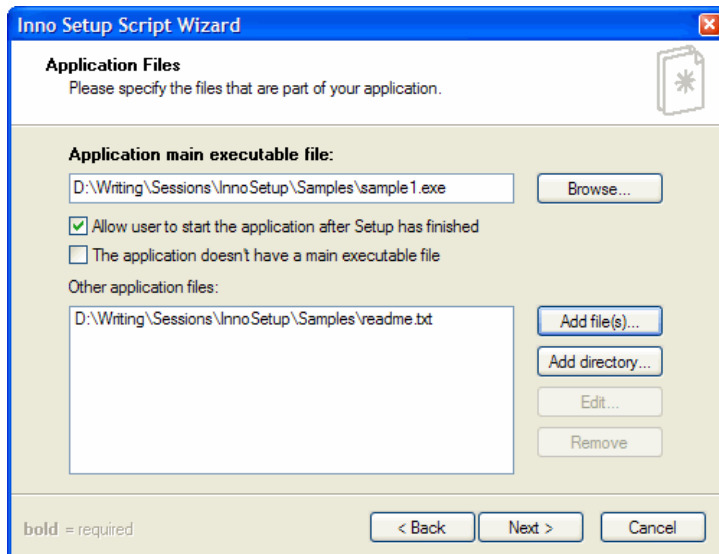 Inno Setup Script Wizard
Application Files
Please specify the files that are part of your application.
Application main executable file:
D:\Writing\Sessions\InnoSetup\Samples\sample1.exe
Browse...
Allow user to start the application after Setup has finished
The application doesn't have a main executable file
Other application files:
D:\Writing\Sessions\InnoSetup\Samples\readme.txt
Add file(s)...
Add directory...
Edit...
Remove
bold = required
< Back
Next >
Cancel